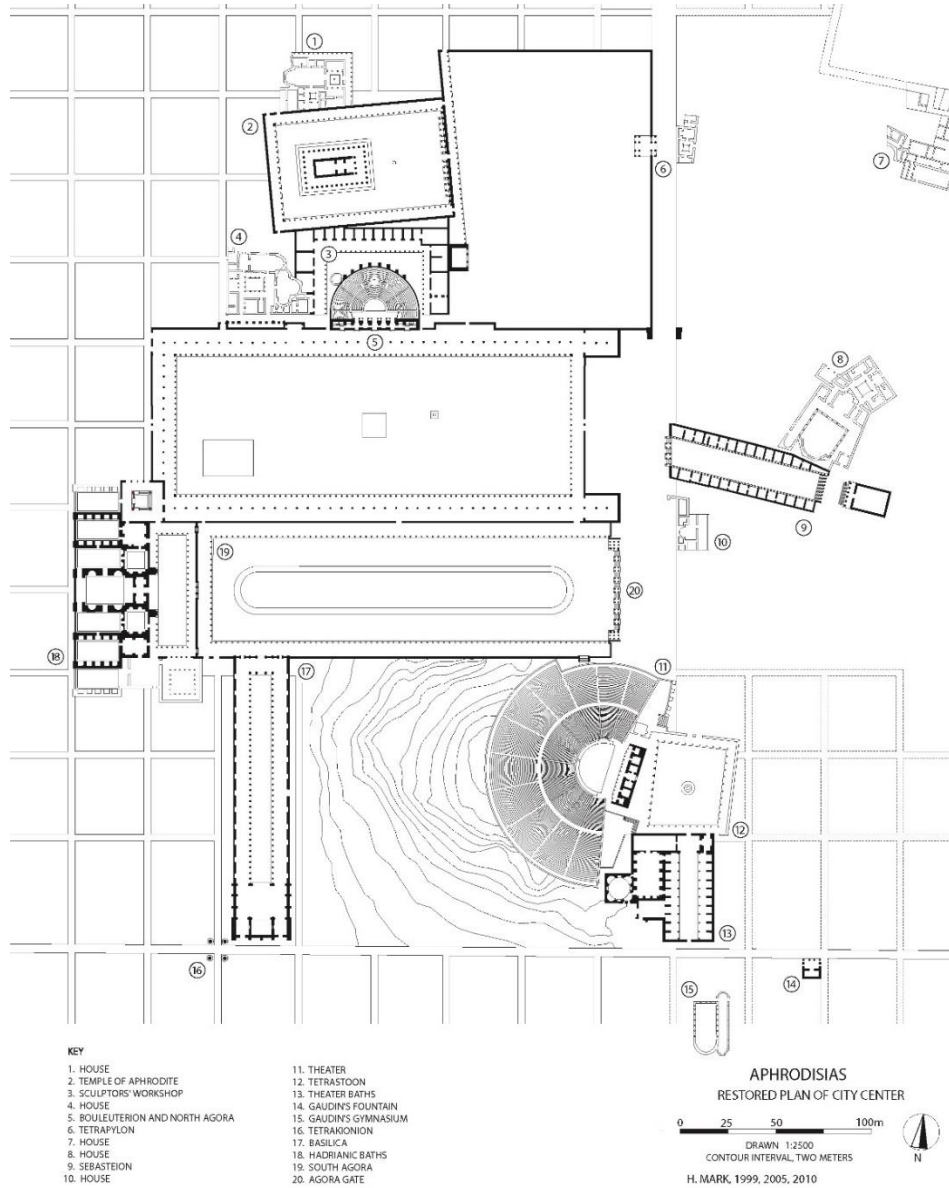 1
2
6
7
4
3
5
8
9
10
19
20
18
17
11
12
13
16
14
15
KEY
1. HOUSE
2. TEMPLE OF APHRODITE
3. SCULPTORS' WORKSHOP
4. HOUSE
5. BOULEUTERION AND NORTH AGORA
6. TETRAPYLON
7. HOUSE
8. HOUSE
9. SEBASTEION
10. HOUSE
11. THEATER
12. TETRASTOON
13. THEATER BATHS
14. GAUDIN'S FOUNTAIN
15. GAUDIN'S GYMNASIUM
16. TETRAKIONION
17. BASILICA
18. HADRIANIC BATHS
19. SOUTH AGORA
20. AGORA GATE
APHRODISIAS
RESTORED PLAN OF CITY CENTER
0 25 50 100m
DRAWN 1:2500
CONTOUR INTERVAL, TWO METERS
N
H. MARK, 1999, 2005, 2010